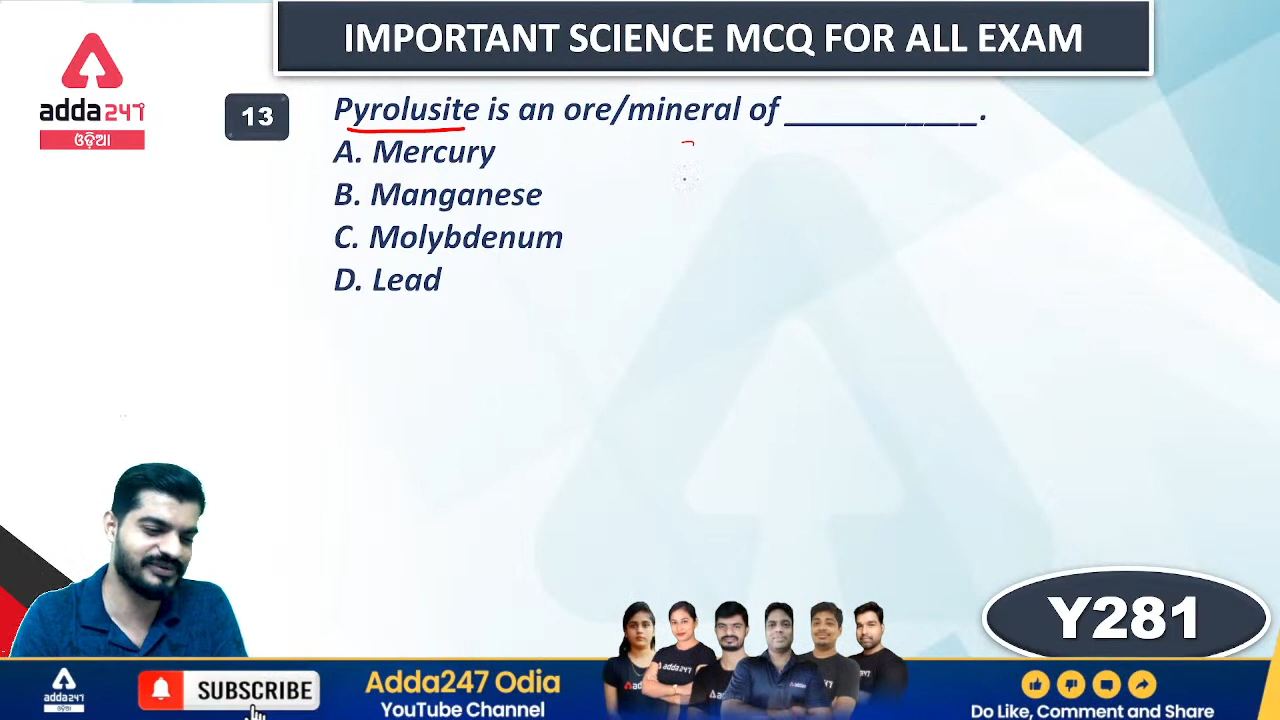 IMPORTANT SCIENCE MCQ FOR ALL EXAM
adda247
ଓଡ଼ିଆ
13 Pyrolusite is an ore/mineral of ___________.
A. Mercury
B. Manganese
C. Molybdenum
D. Lead
Y281
adda247
ଓଡ଼ିଆ
SUBSCRIBE
Adda247 Odia
YouTube Channel
adda247
Do Like, Comment and Share